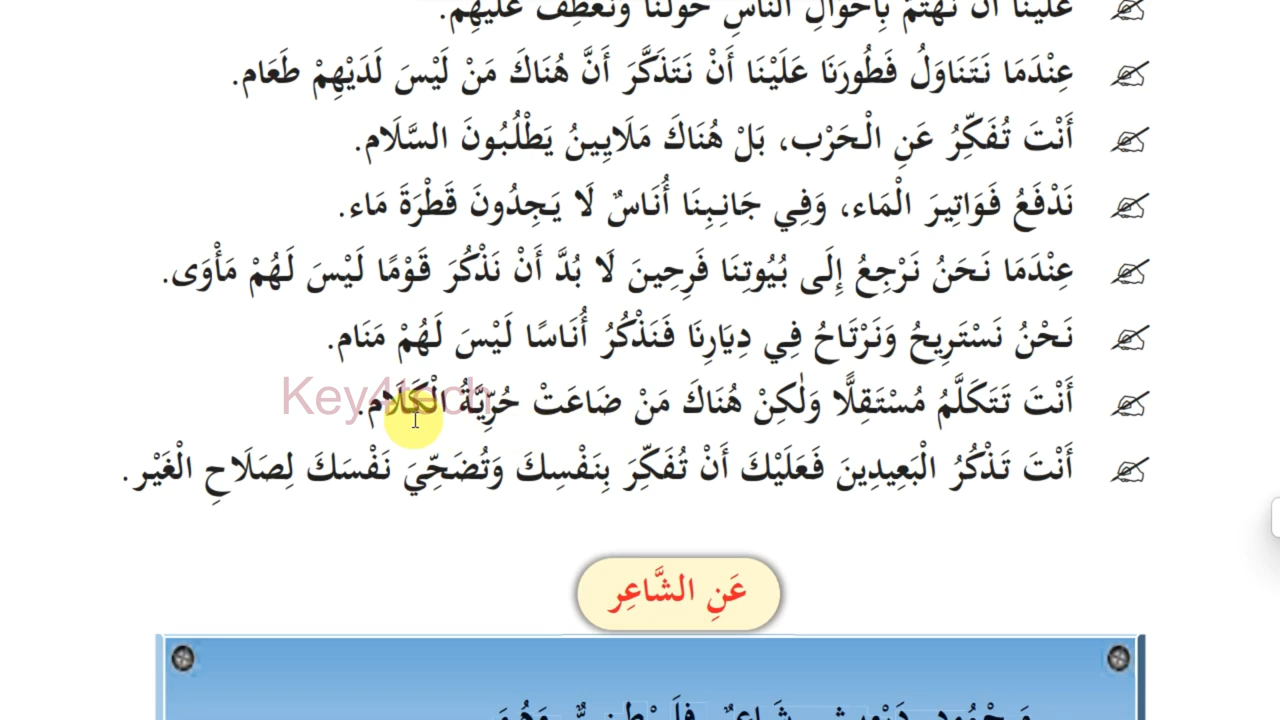 عَلَيْنَا أَنْ نَهْتَمَّ بِأَحْوَالِ النَّاسِ حَوْلَنَا وَنَعْطِفَ عَلَيْهِمْ.
عِنْدَمَا نَتَنَاوَلُ فَطُورَنَا عَلَيْنَا أَنْ نَتَذَكَّرَ أَنَّ هُنَاكَ مَنْ لَيْسَ لَدَيْهِمْ طَعَام.
أَنْتَ تُفَكِّرُ عَنِ الْحَرْب، بَلْ هُنَاكَ مَلَايِينُ يَطْلُبُونَ السَّلَام.
نَدْفَعُ فَوَاتِيرَ الْمَاء، وَفِي جَانِبِنَا أُنَاسٌ لَا يَجِدُونَ قَطْرَةَ مَاء.
عِنْدَمَا نَحَنُ نَرْجِعُ إِلَى بُيُوتِنَا فَرِحِينَ لَا بُدَّ أَنْ نَذْكُرَ قَوْمًا لَيْسَ لَهُمْ مَأْوَى.
نَحْنُ نَسْتَرِيحُ وَنَرْتَاحُ فِي دِيَارِنَا فَنَذْكُرُ أُنَاسًا لَيْسَ لَهُمْ مَنَام.
أَنْتَ تَتَكَلَّمُ مُسْتَقِلًّا وَلٰكِنْ هُنَاكَ مَنْ ضَاعَتْ حُرِّيَّةُ الْكَلَام.
Key4tech
أَنْتَ تَذْكُرُ الْبَعِيدِينَ فَعَلَيْكَ أَنْ تُفَكِّرَ بِنَفْسِكَ وَتُضَحِّيَ نَفْسَكَ لِصَلَاحِ الْغَيْر.
عَنِ الشَّاعِر